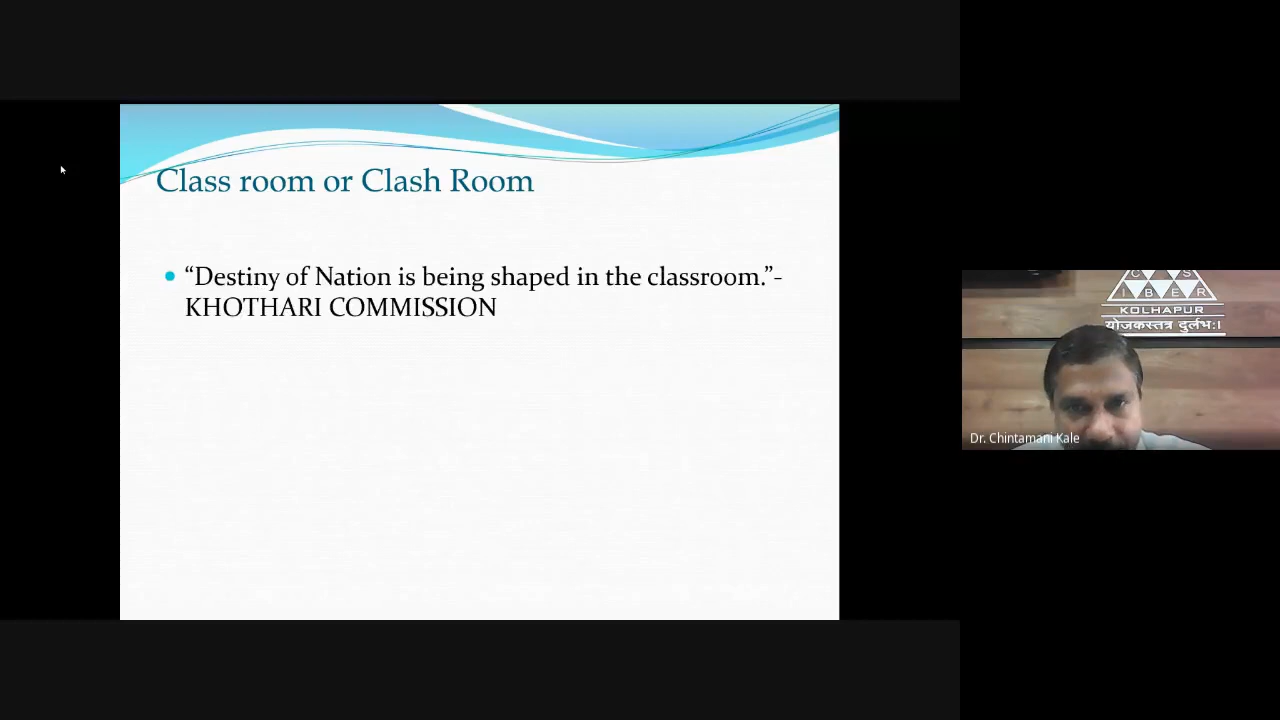 Class room or Clash Room
“Destiny of Nation is being shaped in the classroom.”-
KHOTHARI COMMISSION
C S
I B E R
KOLHAPUR
योजकस्तत्र दुर्लभ:।
Dr. Chintamani Kale